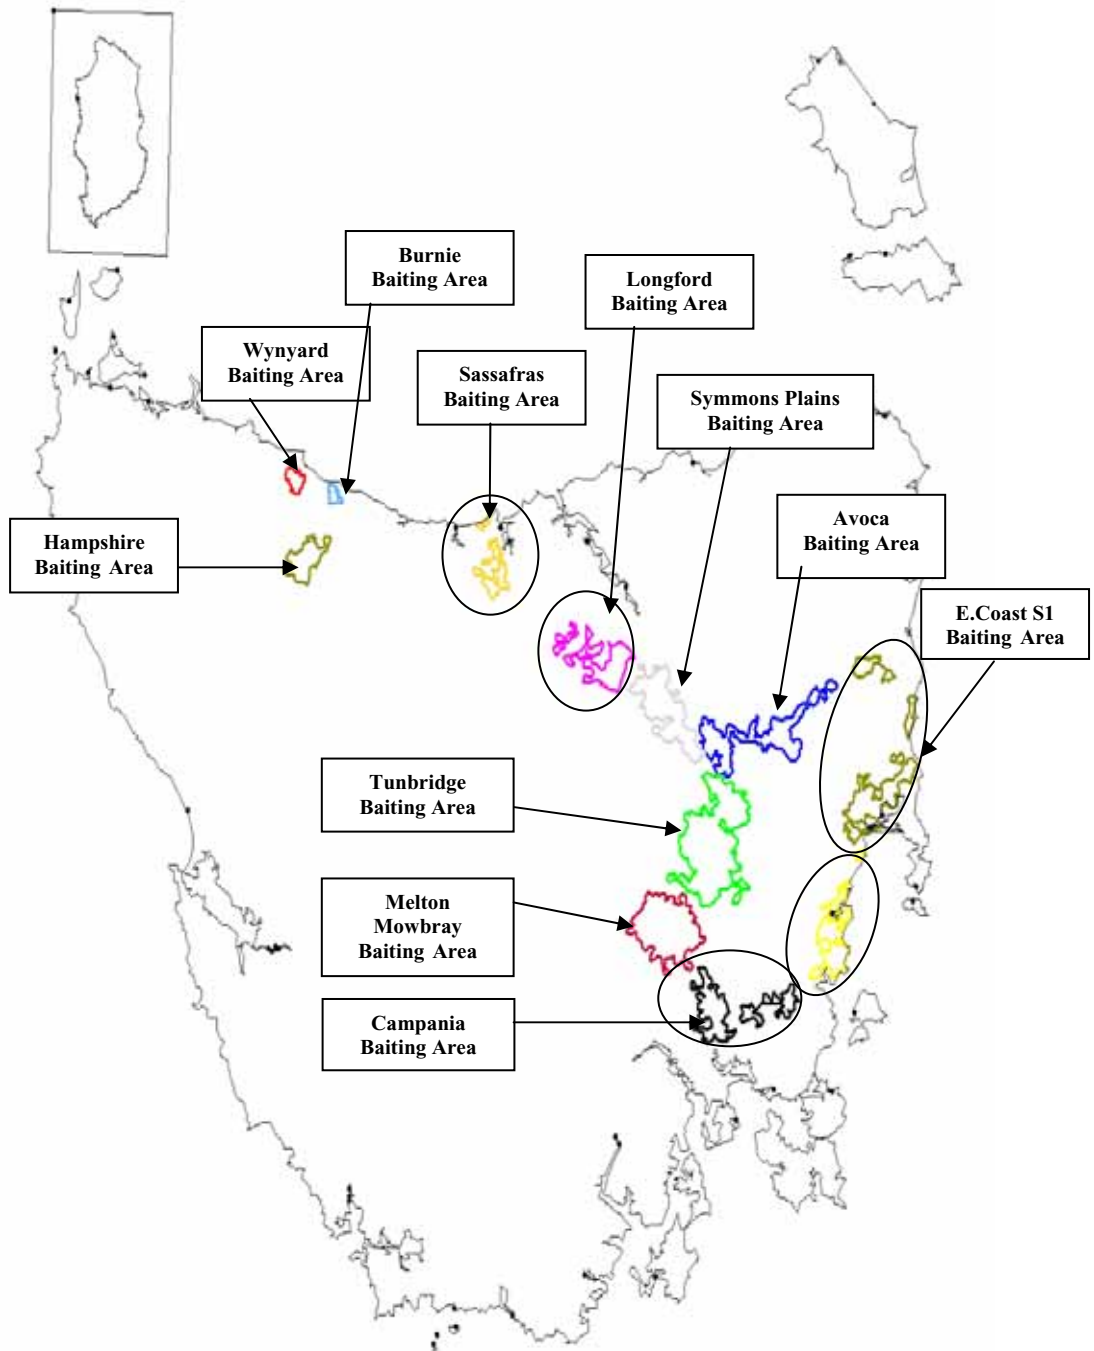 Burnie
Baiting Area
Longford
Baiting Area
Wynyard
Baiting Area
Sassafras
Baiting Area
Symmons Plains
Baiting Area
Avoca
Baiting Area
Hampshire
Baiting Area
E.Coast S1
Baiting Area
Tunbridge
Baiting Area
Melton
Mowbray
Baiting Area
Campania
Baiting Area